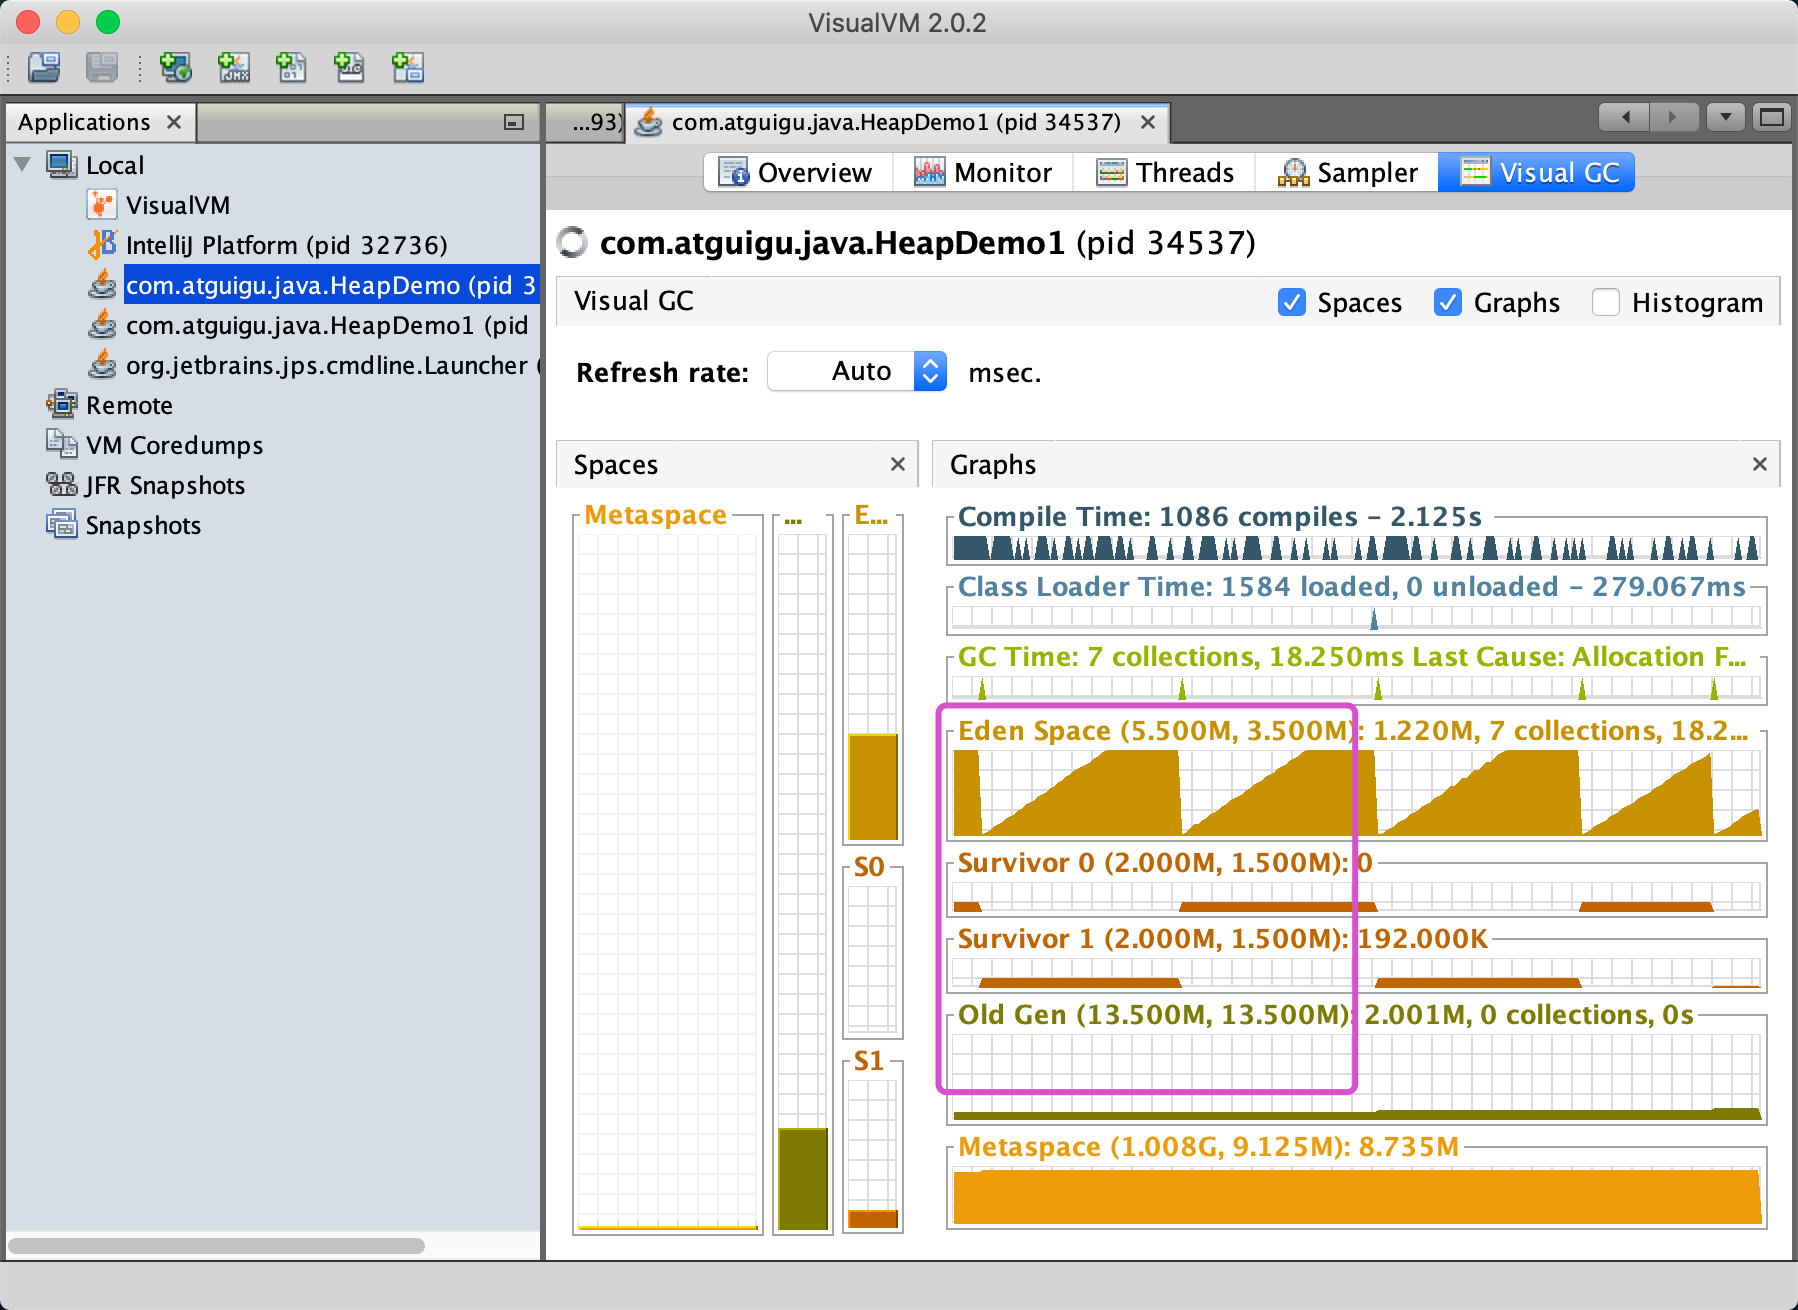 VisualVM 2.0.2
Applications
...93)
com.atguigu.java.HeapDemo1 (pid 34537)
Local
VisualVM
IntelliJ Platform (pid 32736)
com.atguigu.java.HeapDemo (pid 3
com.atguigu.java.HeapDemo1 (pid
org.jetbrains.jps.cmdline.Launcher (
Remote
VM Coredumps
JFR Snapshots
Snapshots
Overview
Monitor
Threads
Sampler
Visual GC
com.atguigu.java.HeapDemo1 (pid 34537)
Visual GC
Spaces
Graphs
Histogram
Refresh rate: Auto msec.
Spaces
Metaspace
...
E...
S0
S1
Graphs
Compile Time: 1086 compiles - 2.125s
Class Loader Time: 1584 loaded, 0 unloaded - 279.067ms
GC Time: 7 collections, 18.250ms Last Cause: Allocation F...
Eden Space (5.500M, 3.500M): 1.220M, 7 collections, 18.2...
Survivor 0 (2.000M, 1.500M): 0
Survivor 1 (2.000M, 1.500M): 192.000K
Old Gen (13.500M, 13.500M): 2.001M, 0 collections, 0s
Metaspace (1.008G, 9.125M): 8.735M